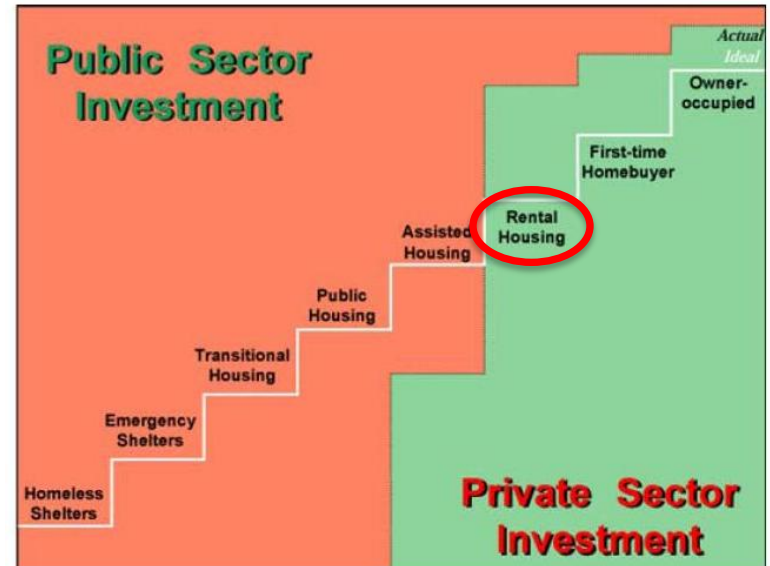 Public Sector
Investment
Actual
Ideal
Owner-
occupied
First-time
Homebuyer
Rental
Housing
Assisted
Housing
Public
Housing
Transitional
Housing
Emergency
Shelters
Homeless
Shelters
Private Sector
Investment